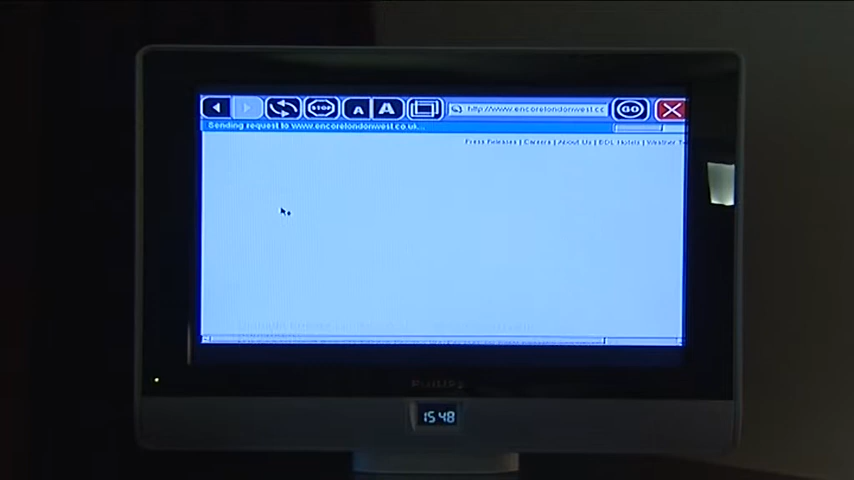 STOP A A http://www.encorelondonwest.cc GO
Sending request to www.encorelondonwest.co.uk...
Press Releases | Careers | About Us | BDL Hotels | Weather
PHILIPS
15 48